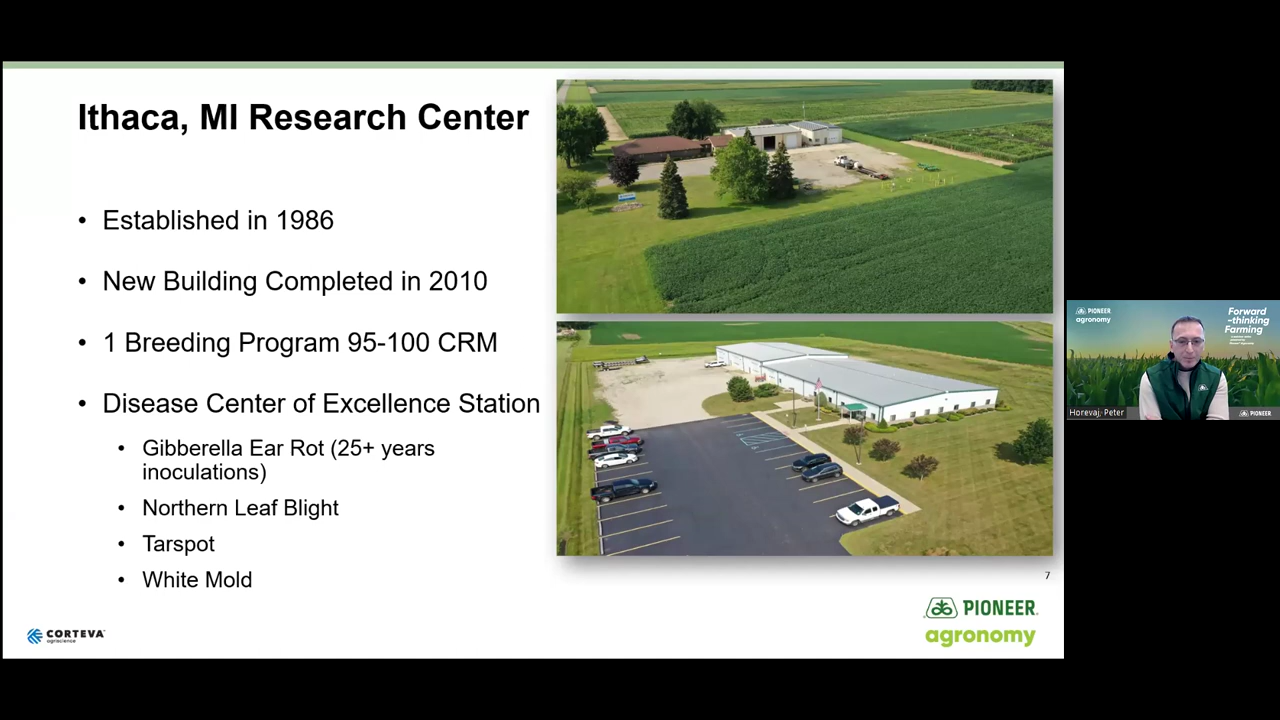 Ithaca, MI Research Center
• Established in 1986
• New Building Completed in 2010
• 1 Breeding Program 95-100 CRM
• Disease Center of Excellence Station
• Gibberella Ear Rot (25+ years
inoculations)
• Northern Leaf Blight
• Tarspot
• White Mold
7
CORTEVA
agriscience
PIONEER
agronomy
PIONEER
agronomy
Forward
-thinking
Farming
Horevaj, Peter
PIONEER